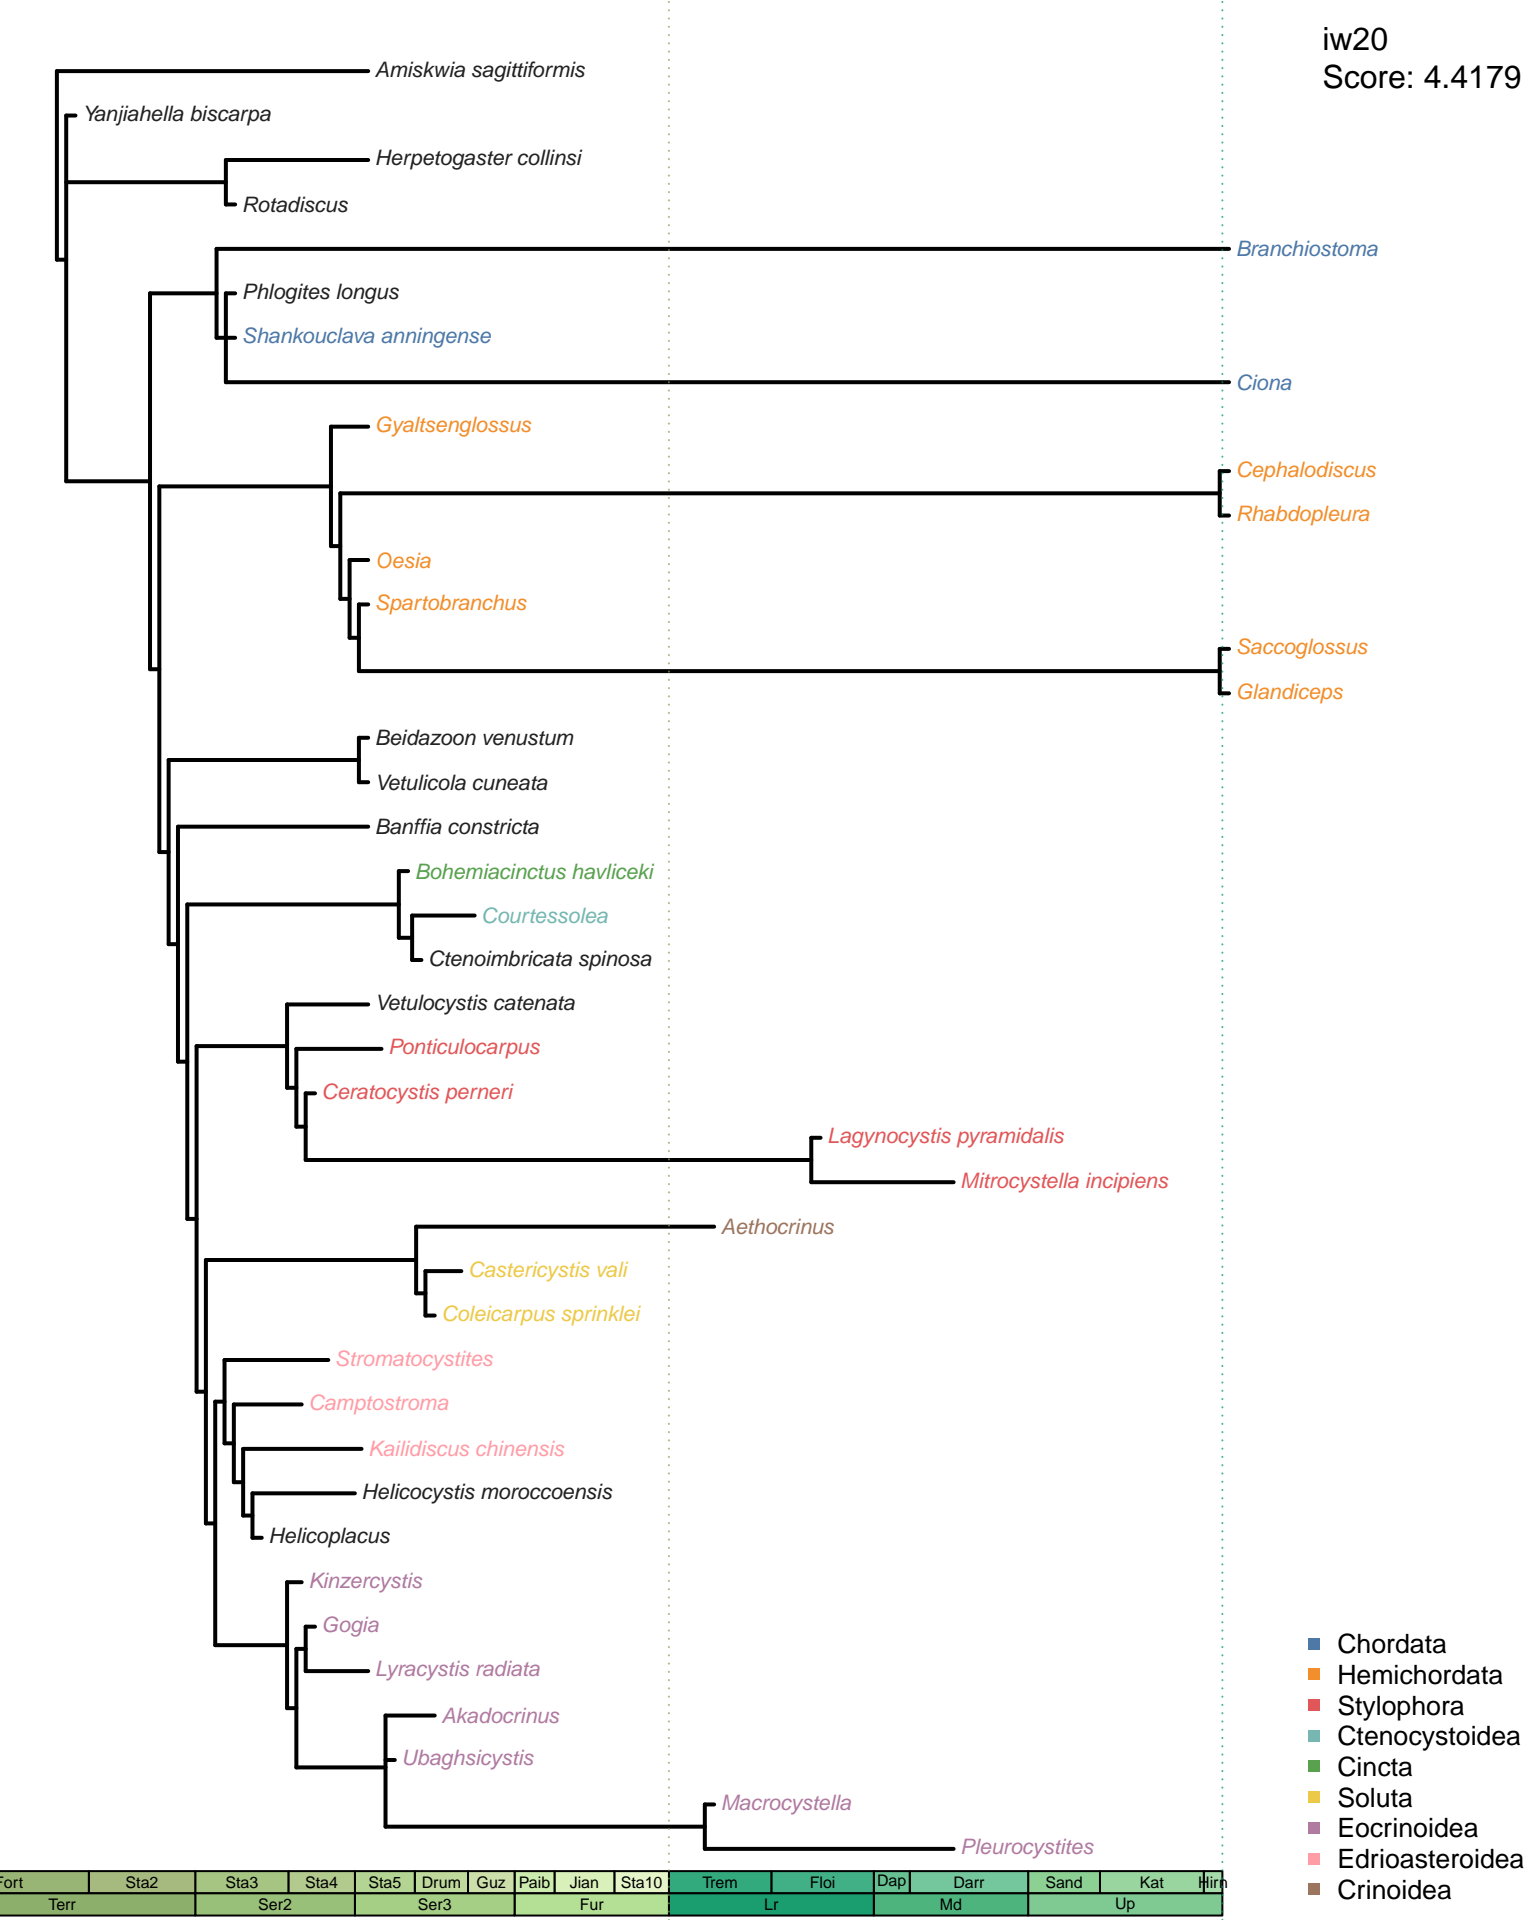 iw20
Score: 4.4179
Amiskwia sagittiformis
Yanjiahella biscarpa
Herpetogaster collinsi
Rotadiscus
Branchiostoma
Phlogites longus
Shankouclava anningense
Ciona
Gyaltsenglossus
Cephalodiscus
Rhabdopleura
Oesia
Spartobranchus
Saccoglossus
Glandiceps
Beidazoon venustum
Vetulicola cuneata
Banffia constricta
Bohemiacinctus havliceki
Courtessolea
Ctenoimbricata spinosa
Vetulocystis catenata
Ponticulocarpus
Ceratocystis perneri
Lagynocystis pyramidalis
Mitrocystella incipiens
Aethocrinus
Castericystis vali
Coleicarpus sprinklei
Stromatocystites
Camptostroma
Kailidiscus chinensis
Helicocystis moroccoensis
Helicoplacus
Kinzercystis
Gogia
Lyracystis radiata
Akadocrinus
Ubaghsicystis
Macrocystella
Pleurocystites
Chordata
Hemichordata
Stylophora
Ctenocystoidea
Cincta
Soluta
Eocrinoidea
Edrioasteroidea
Crinoidea
Fort Sta2 Sta3 Sta4 Sta5 Drum Guz Paib Jian Sta10 Trem Floi Dap Darr Sand Kat Hirn
Terr Ser2 Ser3 Fur Lr Md Up